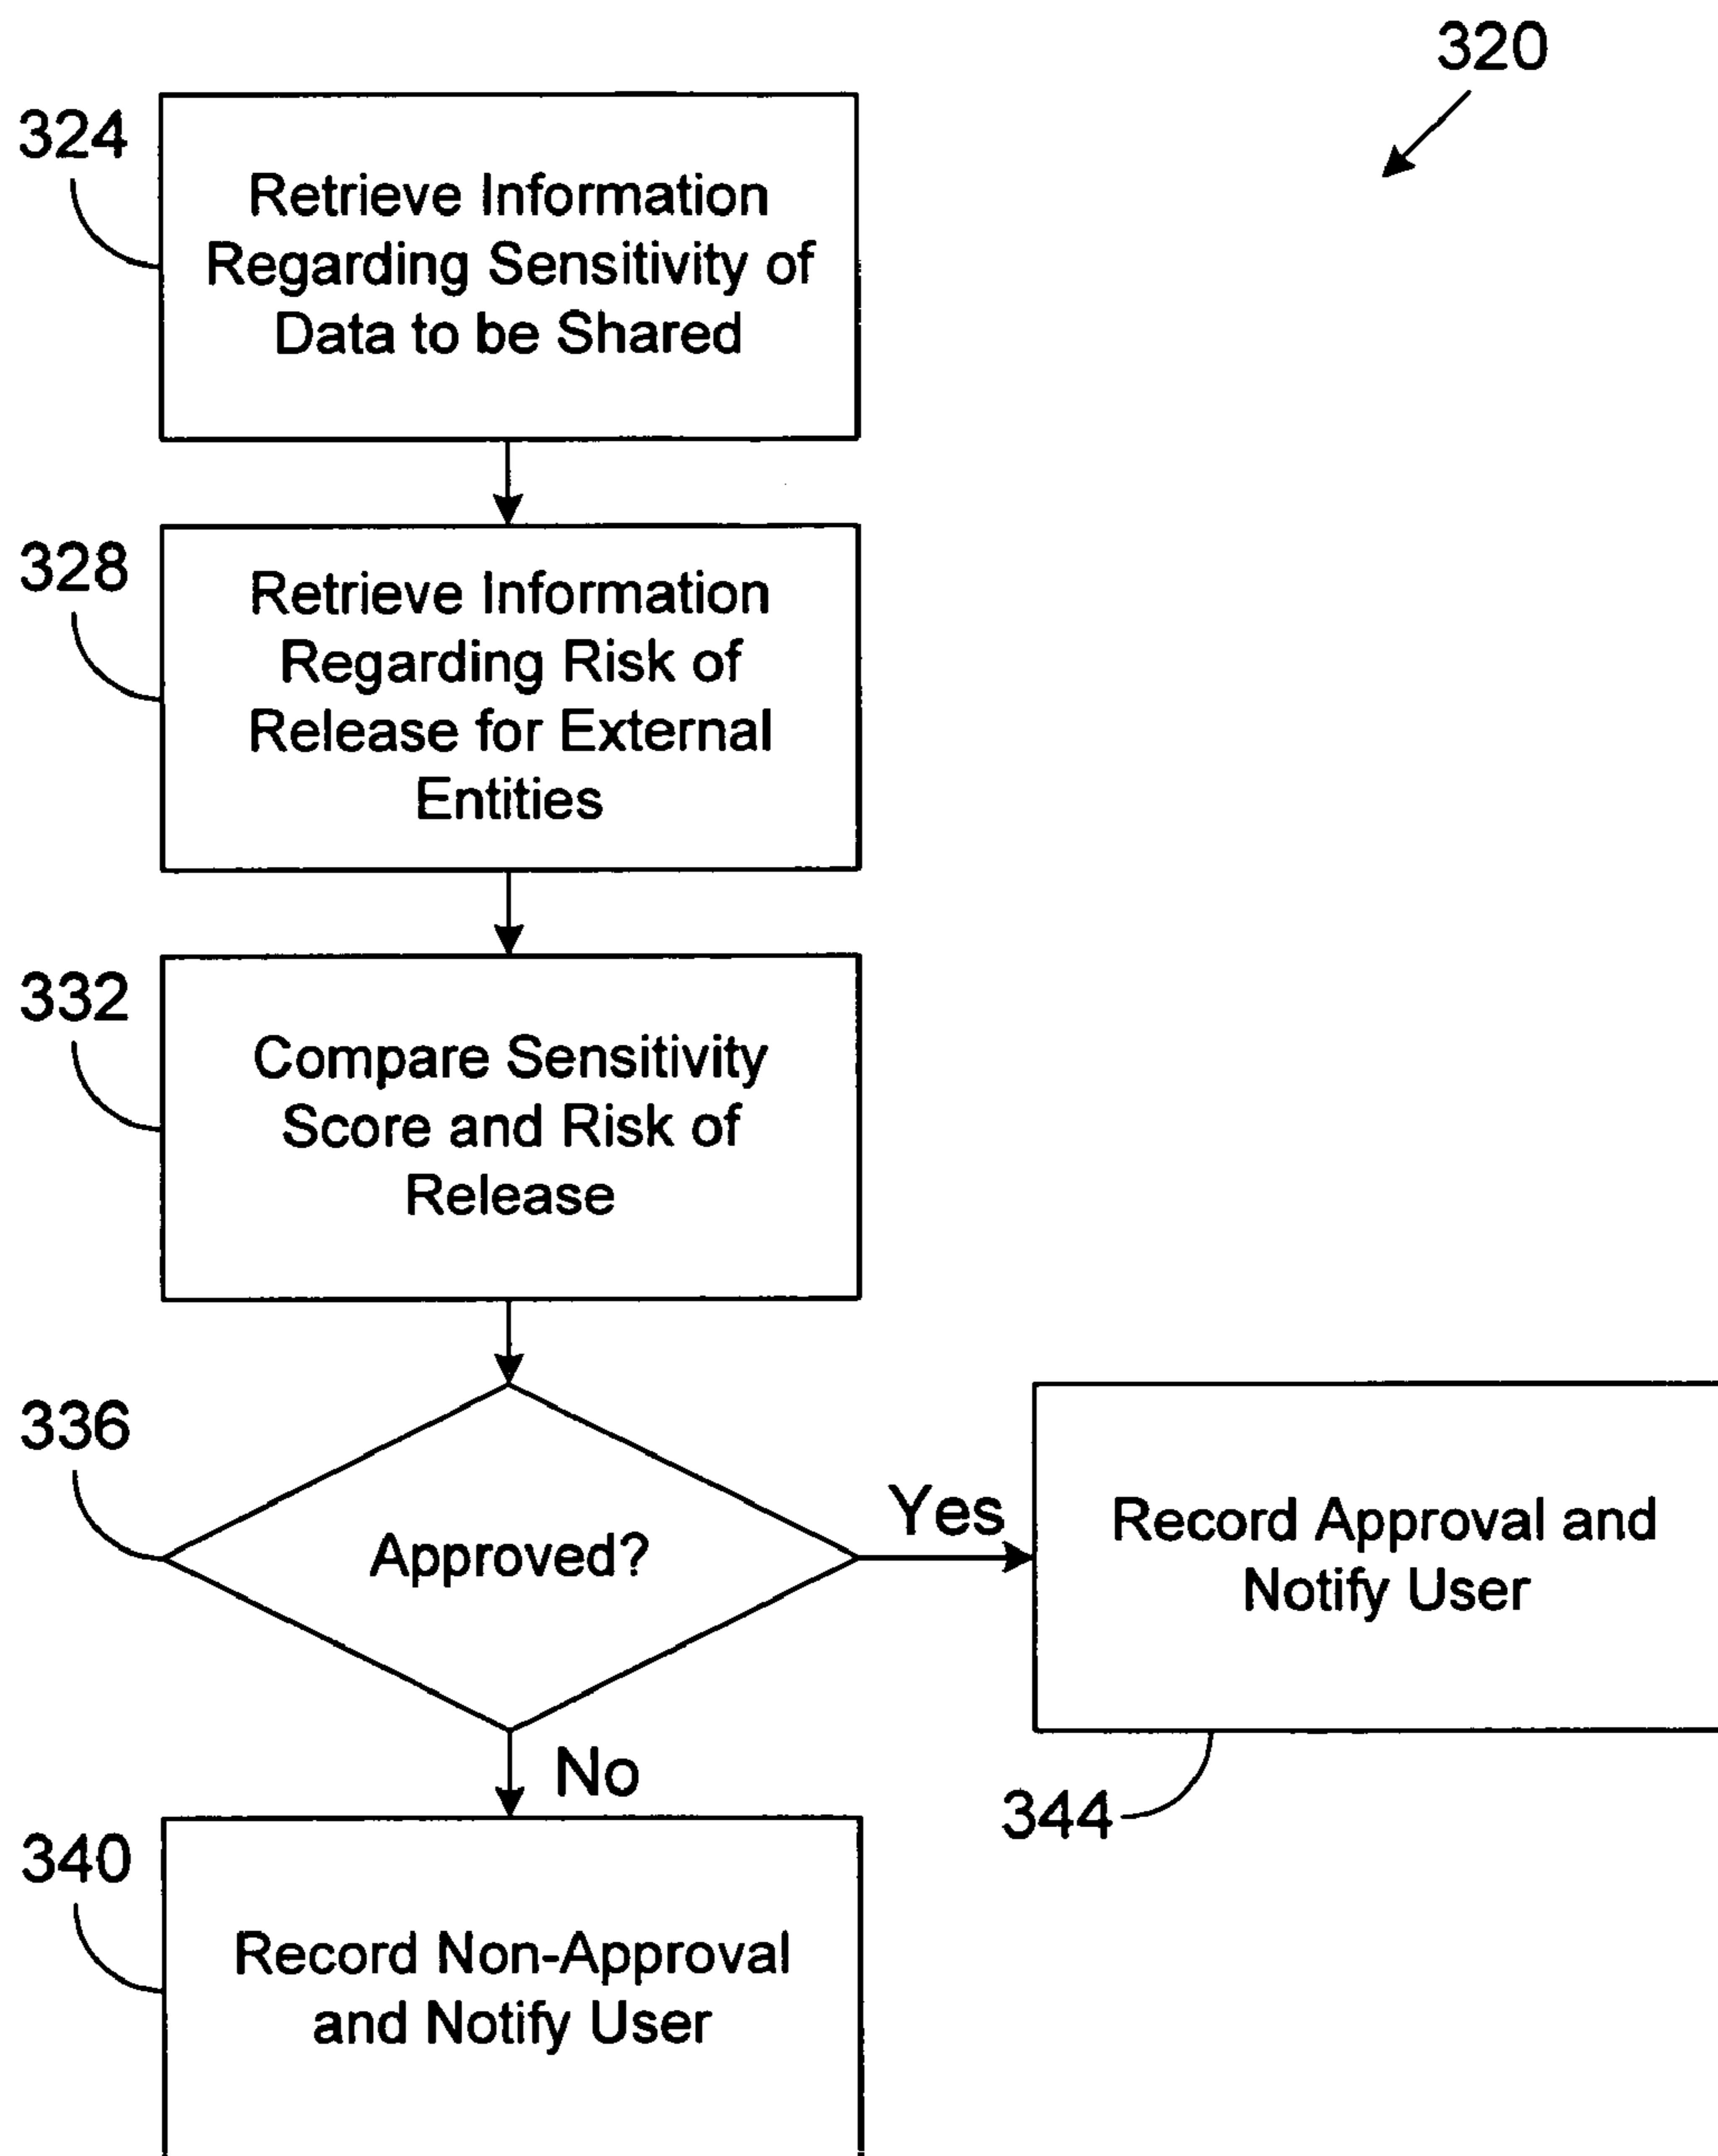 320
324
Retrieve Information
Regarding Sensitivity of
Data to be Shared
328
Retrieve Information
Regarding Risk of
Release for External
Entities
332
Compare Sensitivity
Score and Risk of
Release
336
Approved?
Yes
Record Approval and
Notify User
344
No
340
Record Non-Approval
and Notify User